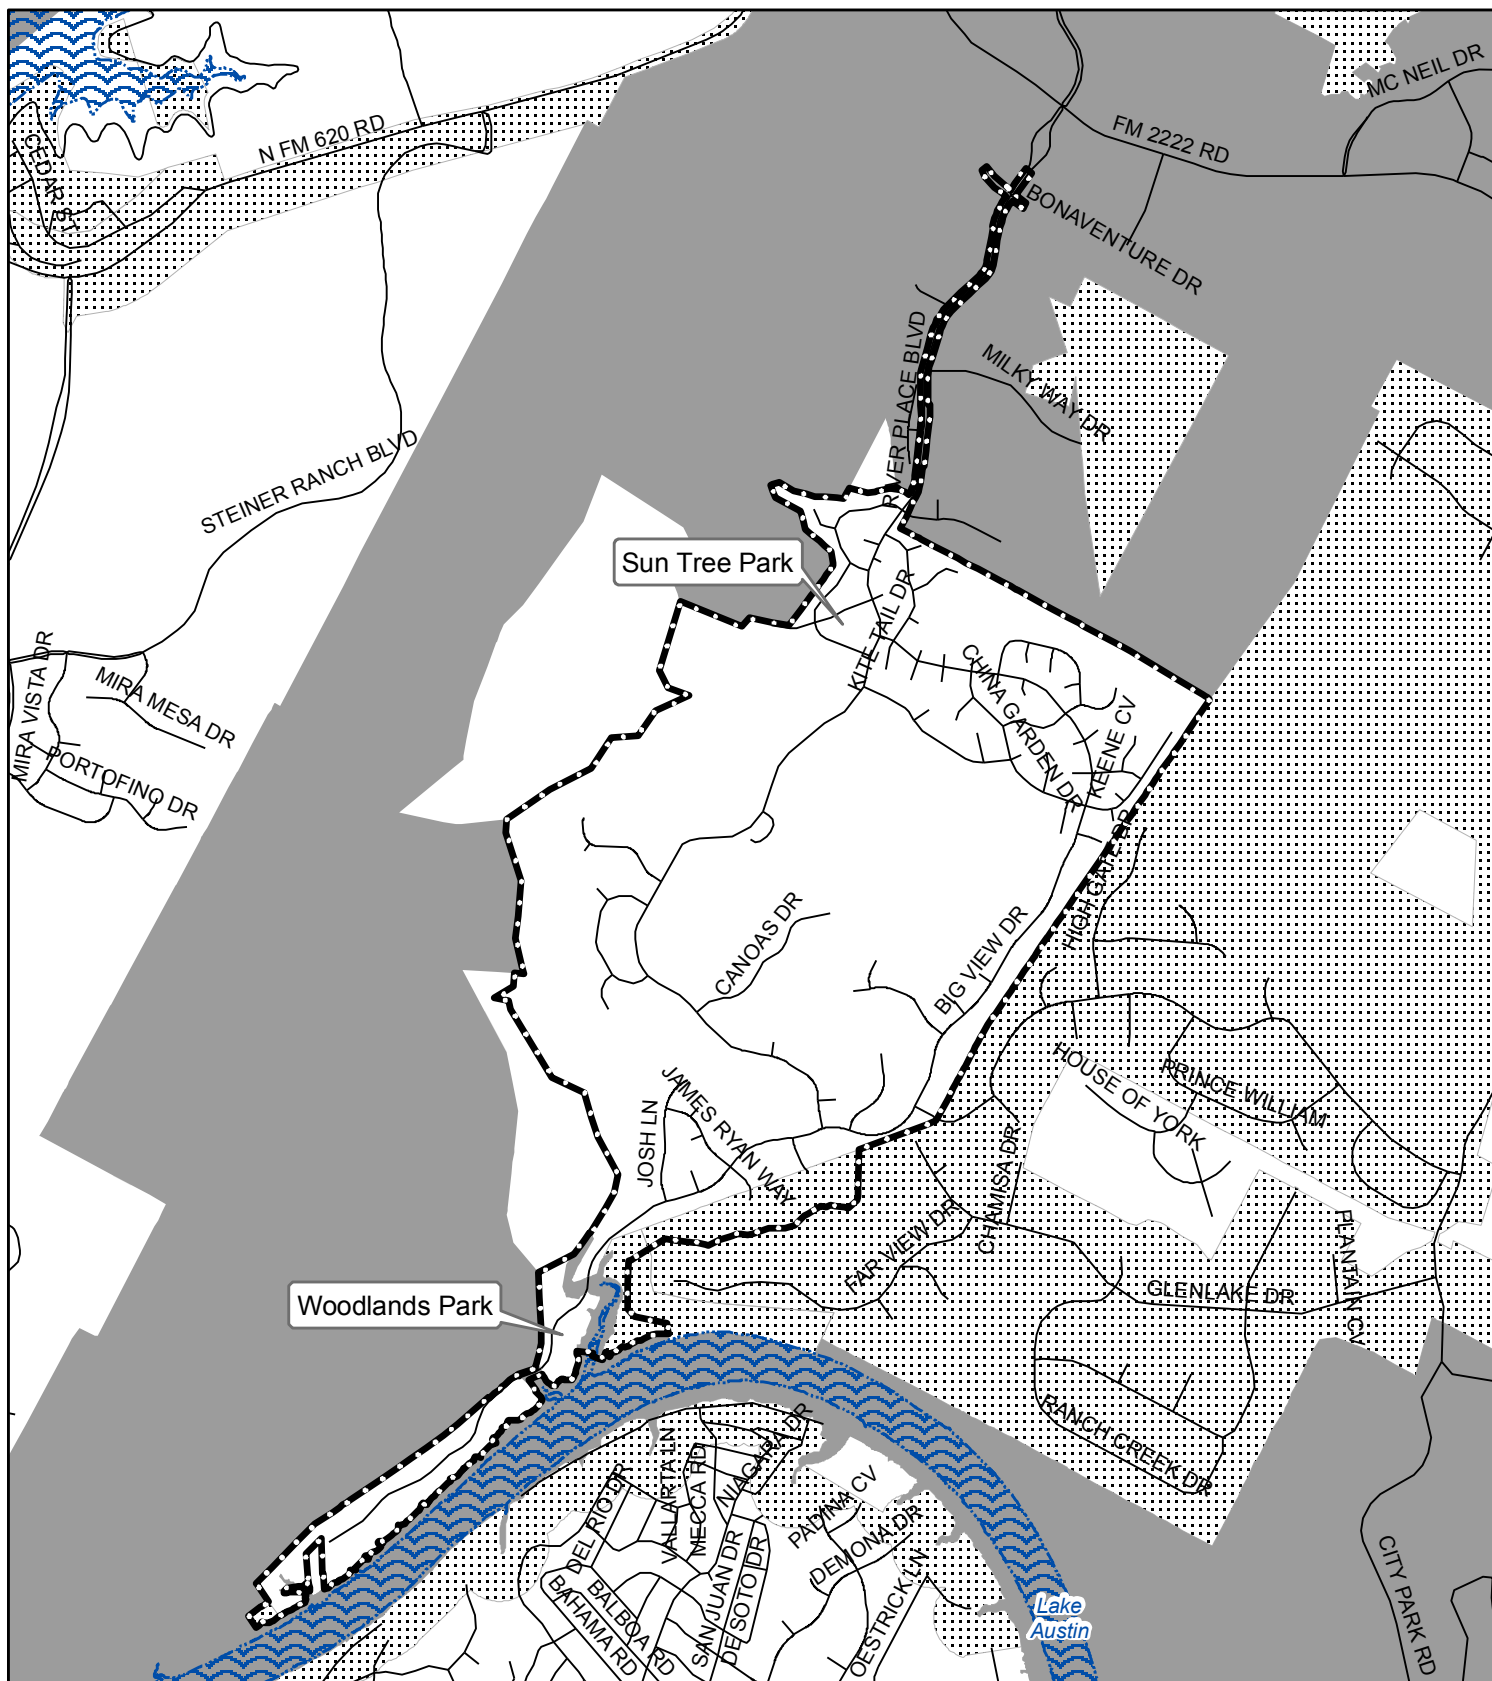 MC NEIL DR
N FM 620 RD
FM 2222 RD
CEDAR ST
BONAVENTURE DR
RIVER PLACE BLVD
MILKY WAY DR
STEINER RANCH BLVD
Sun Tree Park
KITE TAIL DR
MIRA VISTA DR
MIRA MESA DR
CHINA GARDEN DR
KEENE CV
PORTOFINO DR
HIGH GATE DR
CANOAS DR
BIG VIEW DR
HOUSE OF YORK
PRINCE WILLIAM
JAMES RYAN WAY
JOSH LN
CHAMISA DR
FAR VIEW DR
PLANTAIN CV
GLENLAKE DR
Woodlands Park
RANCH CREEK DR
NIAGARA DR
VALLARTA LN
MECCA RD
DEL RIO DR
PADINA CV
DEMONA DR
SAN JUAN DR
DE SOTO DR
OESTRICK LN
BALBOA RD
BAHAMA RD
CITY PARK RD
Lake
Austin